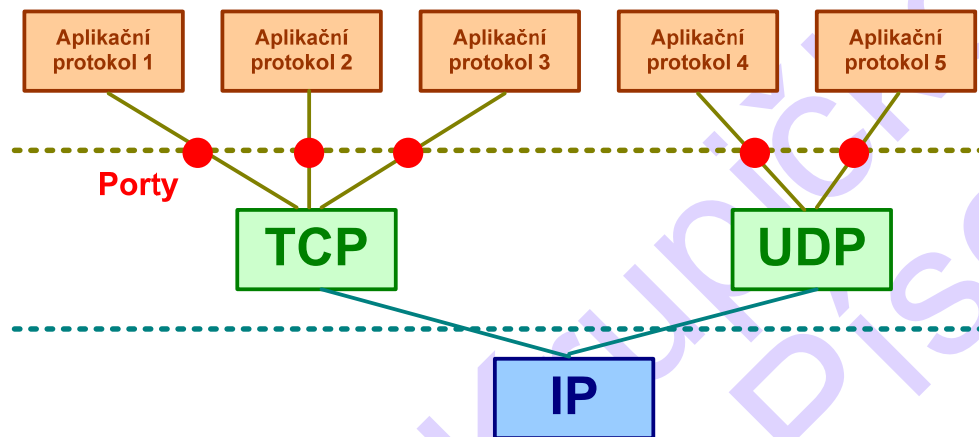 Aplikační
protokol 1
Aplikační
protokol 2
Aplikační
protokol 3
Aplikační
protokol 4
Aplikační
protokol 5
Porty
TCP
UDP
IP